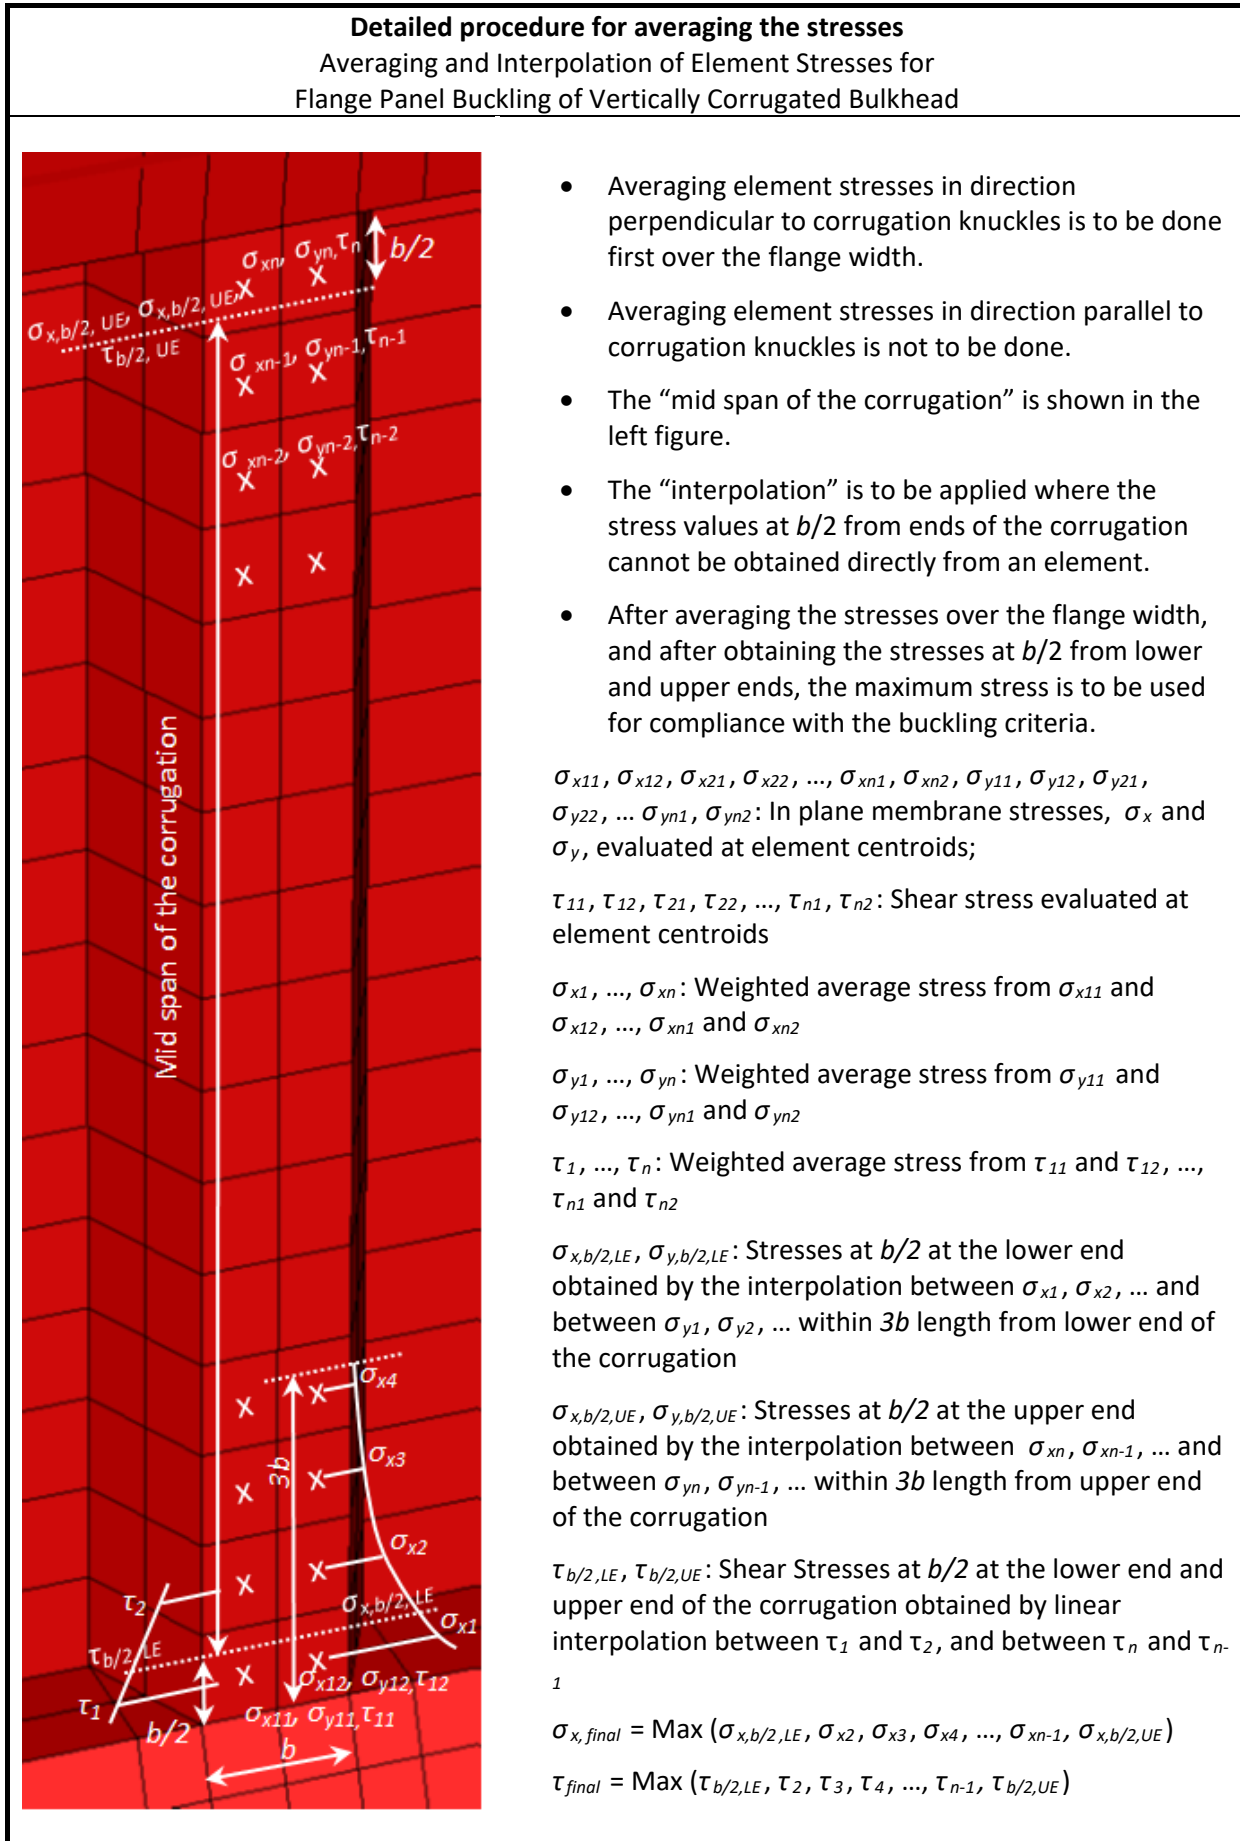 Detailed procedure for averaging the stresses
Averaging and Interpolation of Element Stresses for
Flange Panel Buckling of Vertically Corrugated Bulkhead
σxn, σyn, τn
b/2
σx,b/2, UE, σx,b/2, UE,
τb/2, UE
σ xn-1, σyn-1, τn-1
σ xn-2, σyn-2, τn-2
Mid span of the corrugation
σx4
3b
σx3
σx2
τ2
σx,b/2, LE
σx1
τb/2, LE
σx12, σy12, τ12
τ1
σx11, σy11, τ11
b/2
b
• Averaging element stresses in direction
perpendicular to corrugation knuckles is to be done
first over the flange width.
• Averaging element stresses in direction parallel to
corrugation knuckles is not to be done.
• The “mid span of the corrugation” is shown in the
left figure.
• The “interpolation” is to be applied where the
stress values at b/2 from ends of the corrugation
cannot be obtained directly from an element.
• After averaging the stresses over the flange width,
and after obtaining the stresses at b/2 from lower
and upper ends, the maximum stress is to be used
for compliance with the buckling criteria.
σx11, σx12, σx21, σx22, ..., σxn1, σxn2, σy11, σy12, σy21,
σy22, ... σyn1, σyn2: In plane membrane stresses, σx and
σy, evaluated at element centroids;
τ11, τ12, τ21, τ22, ..., τn1, τn2: Shear stress evaluated at
element centroids
σx1, ..., σxn: Weighted average stress from σx11 and
σx12, ..., σxn1 and σxn2
σy1, ..., σyn: Weighted average stress from σy11 and
σy12, ..., σyn1 and σyn2
τ1, ..., τn: Weighted average stress from τ11 and τ12, ...,
τn1 and τn2
σx,b/2,LE, σy,b/2,LE: Stresses at b/2 at the lower end
obtained by the interpolation between σx1, σx2, ... and
between σy1, σy2, ... within 3b length from lower end of
the corrugation
σx,b/2,UE, σy,b/2,UE: Stresses at b/2 at the upper end
obtained by the interpolation between σxn, σxn-1, ... and
between σyn, σyn-1, ... within 3b length from upper end
of the corrugation
τb/2,LE, τb/2,UE: Shear Stresses at b/2 at the lower end and
upper end of the corrugation obtained by linear
interpolation between τ1 and τ2, and between τn and τn-
1
σx, final = Max (σx,b/2,LE, σx2, σx3, σx4, ..., σxn-1, σx,b/2,UE)
τfinal = Max (τb/2,LE, τ2, τ3, τ4, ..., τn-1, τb/2,UE)